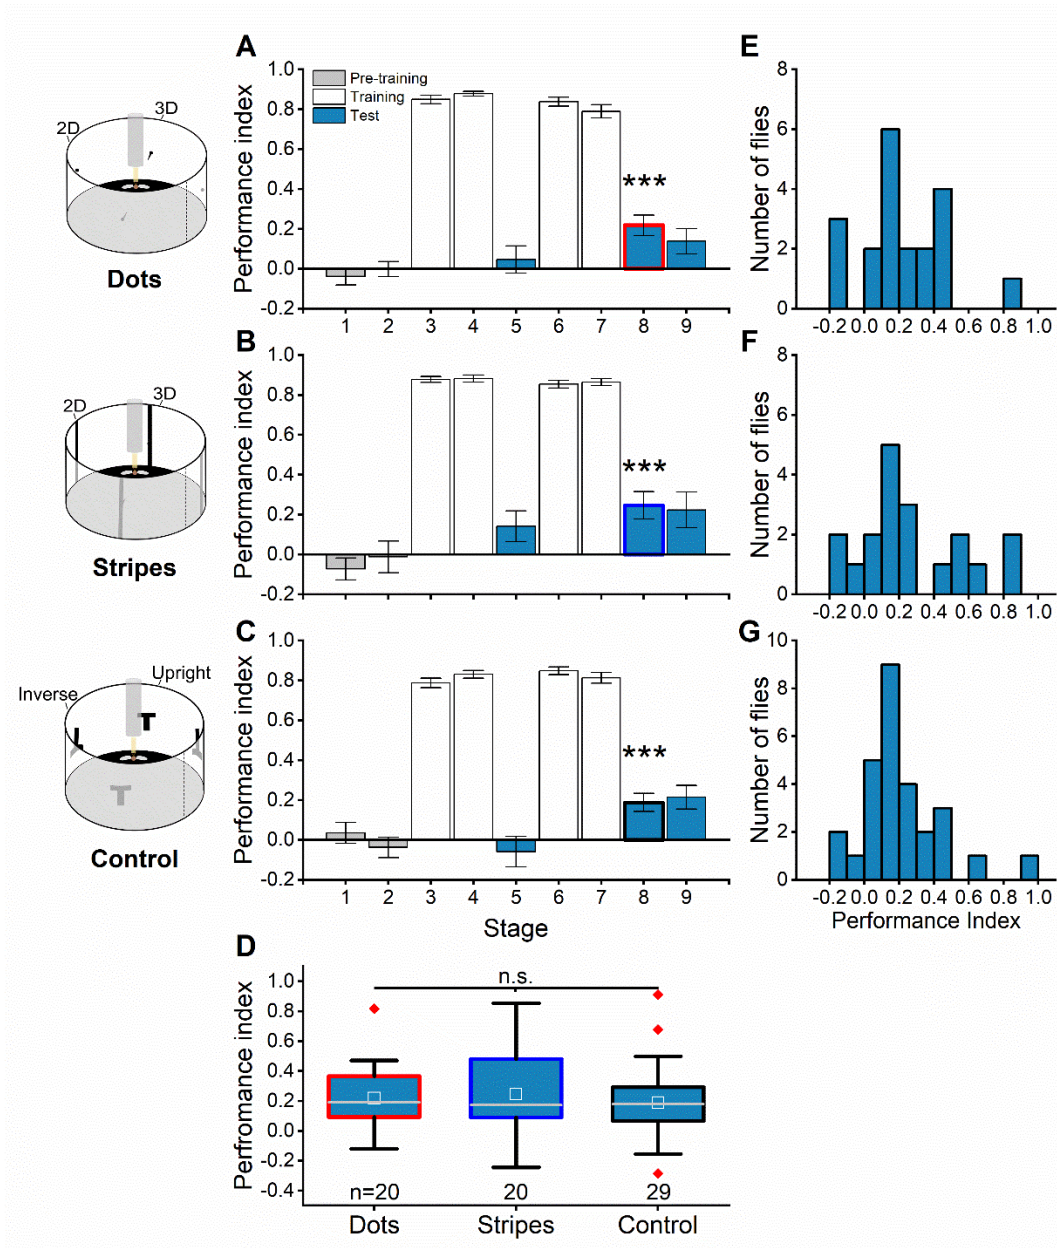 A
1.0
0.8
0.6
0.4
0.2
0.0
-0.2
Performance index
Pre-training
Training
Test
***
1 2 3 4 5 6 7 8 9
2D
3D
Dots
E
8
6
4
2
0
Number of flies
-0.2 0.0 0.2 0.4 0.6 0.8 1.0
B
1.0
0.8
0.6
0.4
0.2
0.0
-0.2
Performance index
***
1 2 3 4 5 6 7 8 9
2D
3D
Stripes
F
8
6
4
2
0
Number of flies
-0.2 0.0 0.2 0.4 0.6 0.8 1.0
C
1.0
0.8
0.6
0.4
0.2
0.0
-0.2
Performance index
***
1 2 3 4 5 6 7 8 9
Stage
Inverse
Upright
T
T
Control
G
10
8
6
4
2
0
Number of flies
-0.2 0.0 0.2 0.4 0.6 0.8 1.0
Performance Index
D
1.0
0.8
0.6
0.4
0.2
0.0
-0.2
-0.4
Perfromance index
n.s.
n=20 20 29
Dots Stripes Control